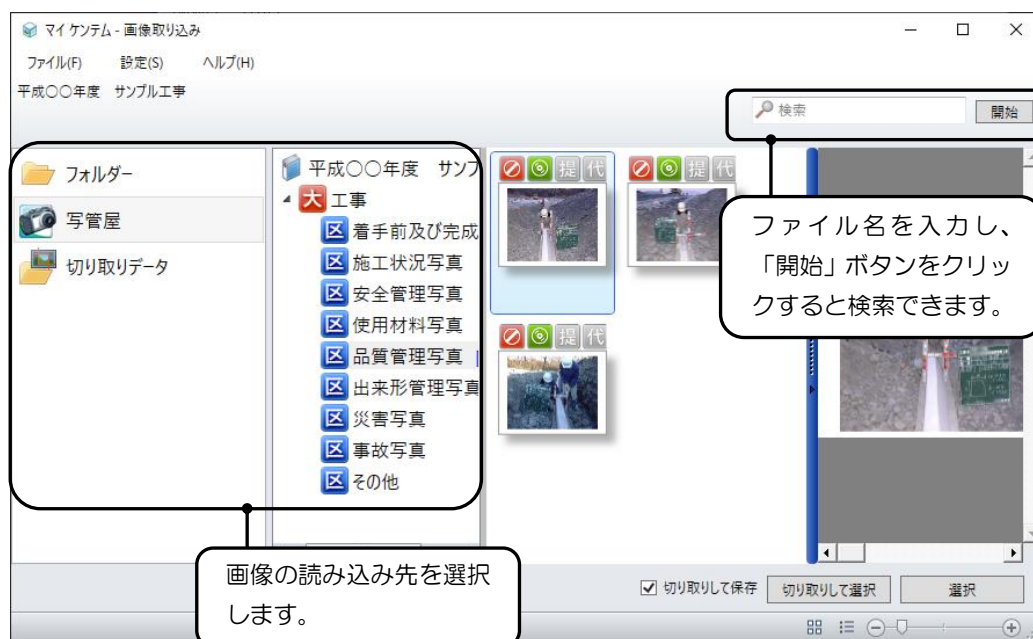 マイ ケンテム - 画像取り込み
ファイル(F) 設定(S) ヘルプ(H)
平成〇〇年度 サンプル工事
検索
開始
フォルダー
写管屋
切り取りデータ
平成〇〇年度 サンプ
大 工事
区 着手前及び完成
区 施工状況写真
区 安全管理写真
区 使用材料写真
区 品質管理写真
区 出来形管理写真
区 災害写真
区 事故写真
区 その他
提 代
提 代
提 代
ファイル名を入力し、
「開始」ボタンをクリッ
クすると検索できます。
画像の読み込み先を選択
します。
切り取りして保存
切り取りして選択
選択